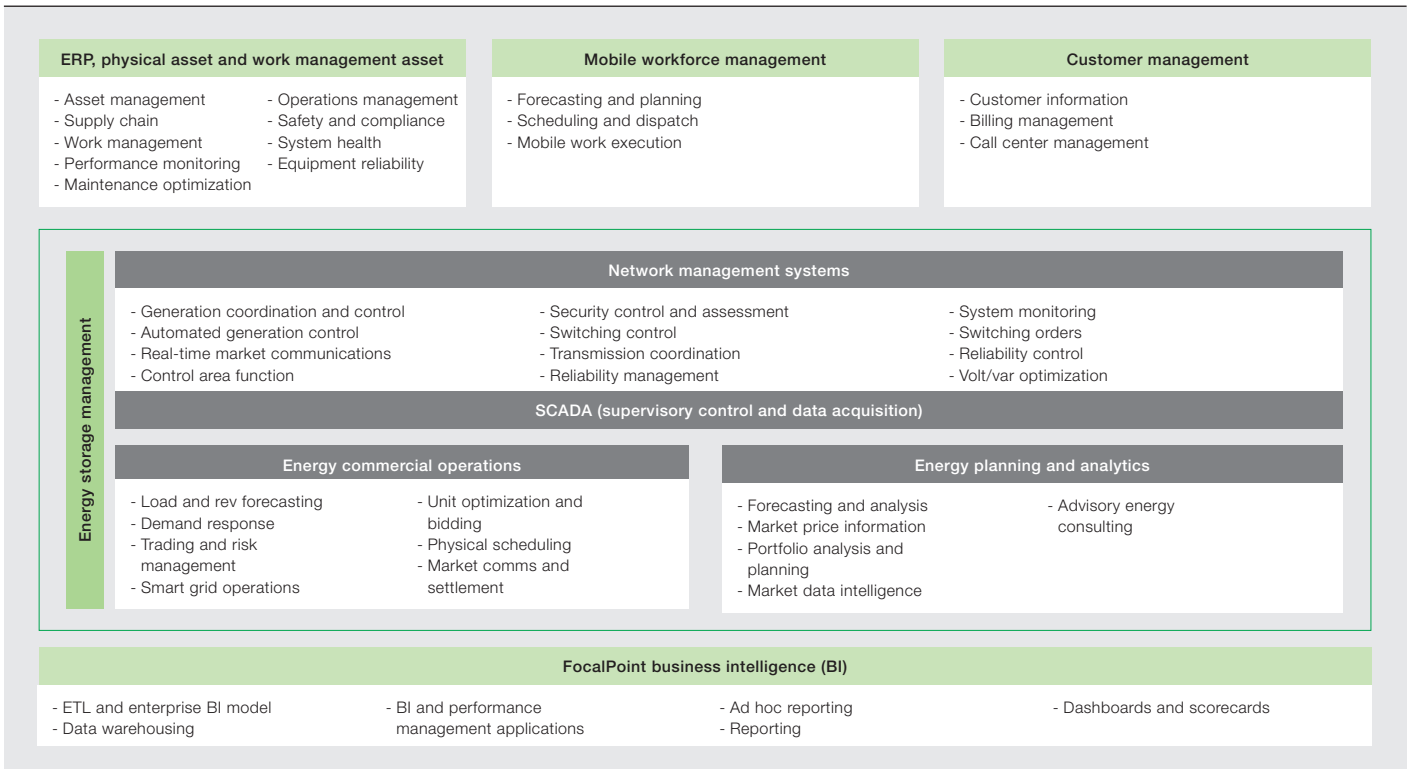 ERP, physical asset and work management asset
- Asset management
- Supply chain
- Work management
- Performance monitoring
- Maintenance optimization
- Operations management
- Safety and compliance
- System health
- Equipment reliability
Mobile workforce management
- Forecasting and planning
- Scheduling and dispatch
- Mobile work execution
Customer management
- Customer information
- Billing management
- Call center management
Energy storage management
Network management systems
- Generation coordination and control
- Automated generation control
- Real-time market communications
- Control area function
- Security control and assessment
- Switching control
- Transmission coordination
- Reliability management
- System monitoring
- Switching orders
- Reliability control
- Volt/var optimization
SCADA (supervisory control and data acquisition)
Energy commercial operations
- Load and rev forecasting
- Demand response
- Trading and risk
management
- Smart grid operations
- Unit optimization and
bidding
- Physical scheduling
- Market comms and
settlement
Energy planning and analytics
- Forecasting and analysis
- Market price information
- Portfolio analysis and
planning
- Market data intelligence
- Advisory energy
consulting
FocalPoint business intelligence (BI)
- ETL and enterprise BI model
- Data warehousing
- BI and performance
management applications
- Ad hoc reporting
- Reporting
- Dashboards and scorecards